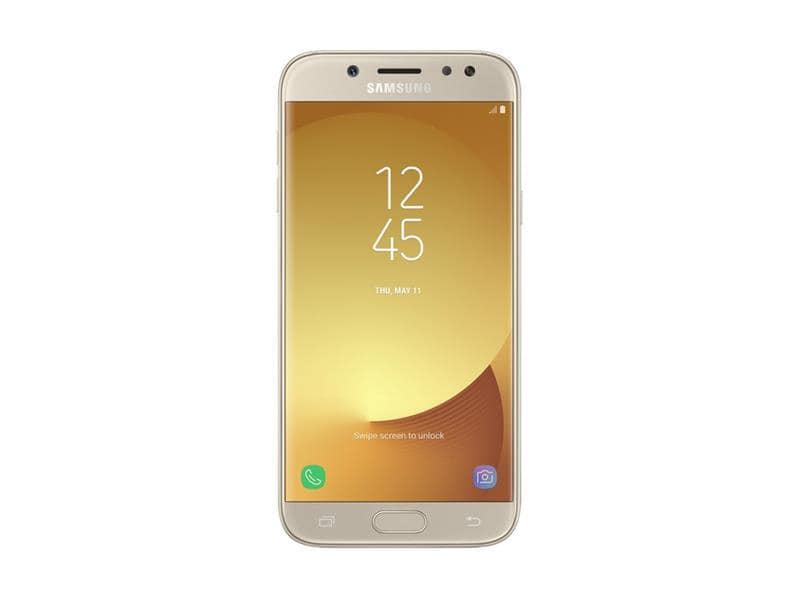 SAMSUNG
12
45
THU, MAY 11
Swipe screen to unlock